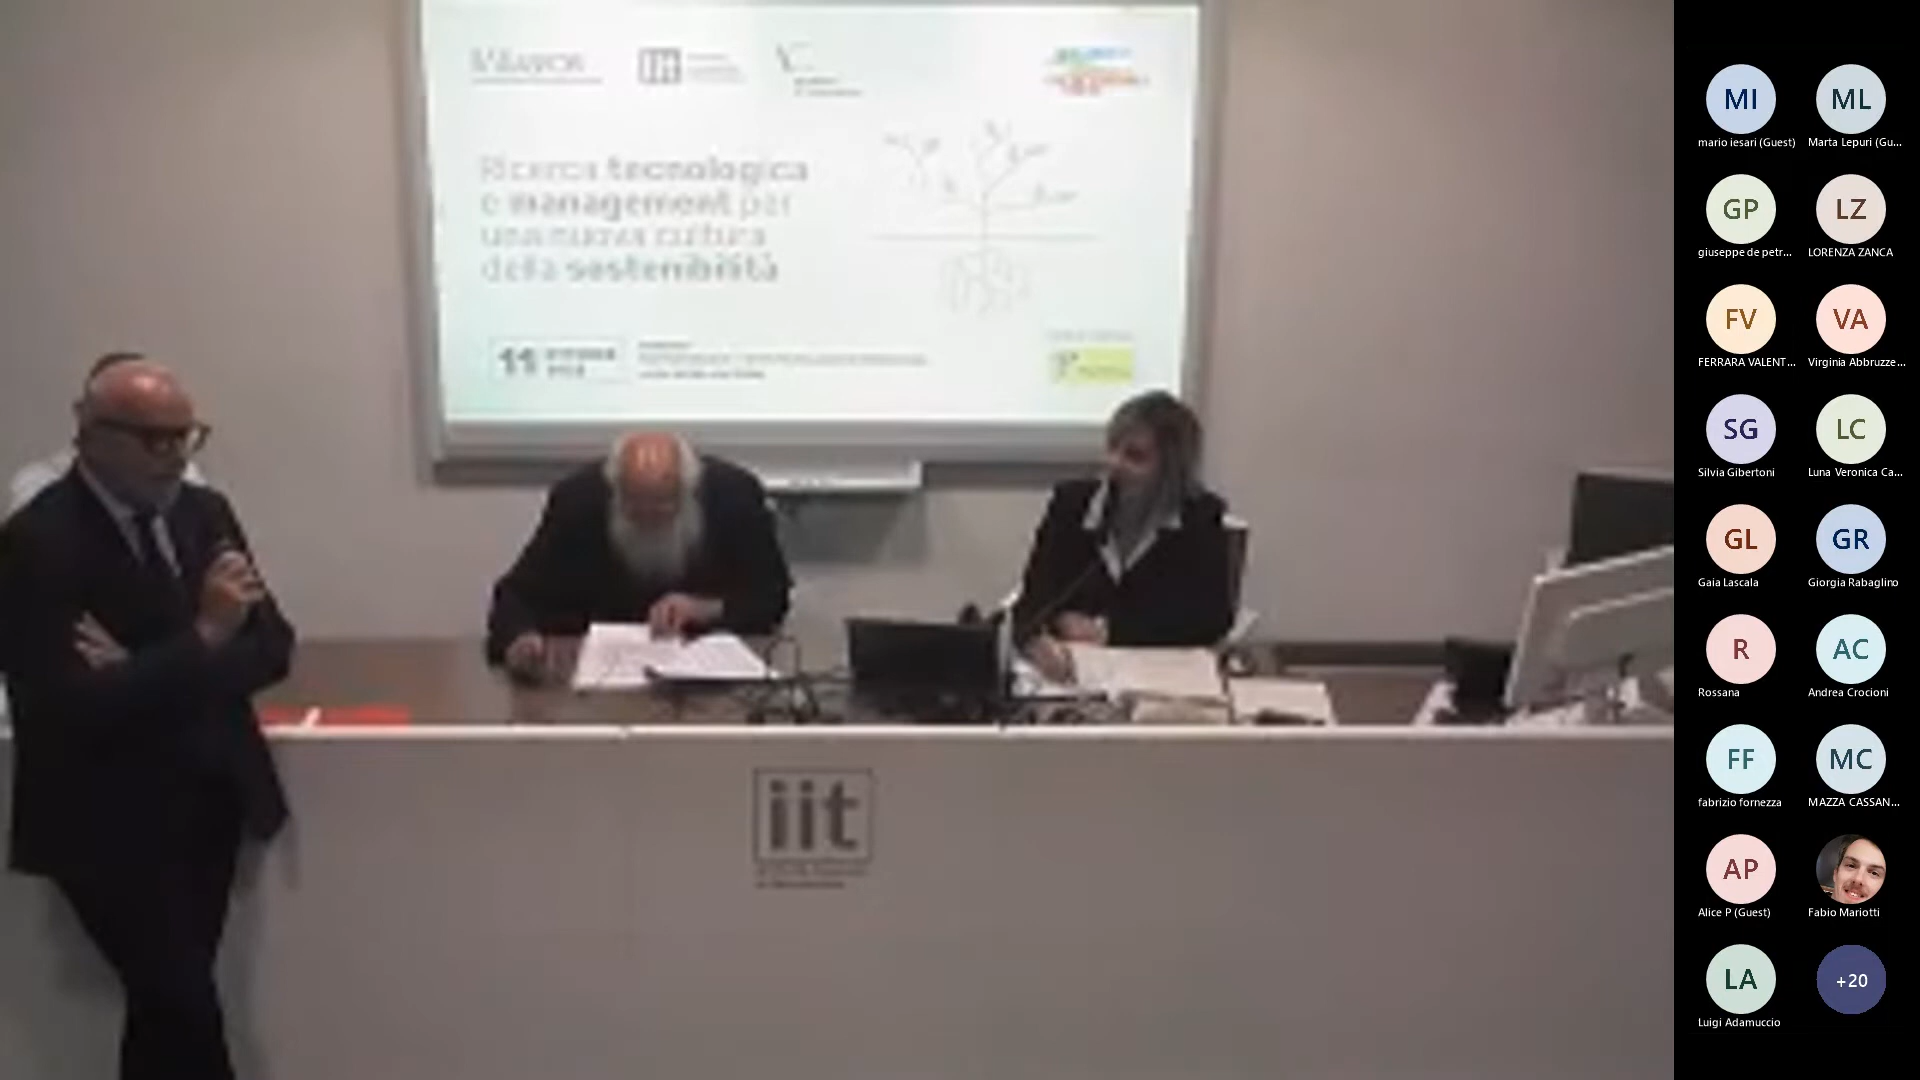 Ricerca tecnologica
e management per
una nuova cultura
della sostenibilità
11
iit
MI
mario iesari (Guest)
ML
Marta Lepuri (Gu...
GP
giuseppe de petr...
LZ
LORENZA ZANCA
FV
FERRARA VALENT...
VA
Virginia Abbruzze...
SG
Silvia Gibertoni
LC
Luna Veronica Ca...
GL
Gaia Lascala
GR
Giorgia Rabaglino
R
Rossana
AC
Andrea Crocioni
FF
fabrizio fornezza
MC
MAZZA CASSAN...
AP
Alice P (Guest)
Fabio Mariotti
LA
Luigi Adamuccio
+20